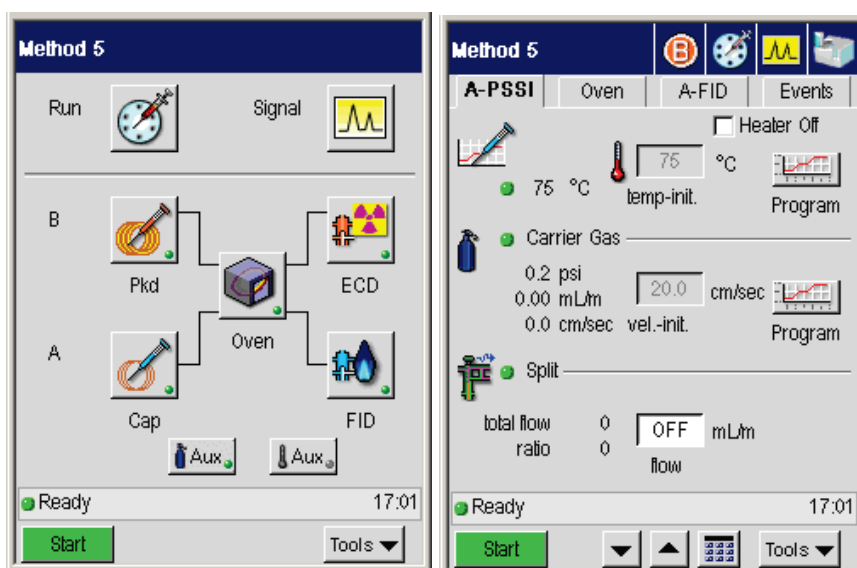 Method 5
Run
Signal
B
Pkd
ECD
Oven
A
Cap
FID
Aux
Aux
Ready 17:01
Start Tools
Method 5 B
A-PSSI Oven A-FID Events
Heater Off
75 °C 75 °C
temp-init. Program
Carrier Gas
0.2 psi
0.00 mL/m 20.0 cm/sec
0.0 cm/sec vel.-init. Program
Split
total flow 0 OFF mL/m
ratio 0
flow
Ready 17:01
Start Tools